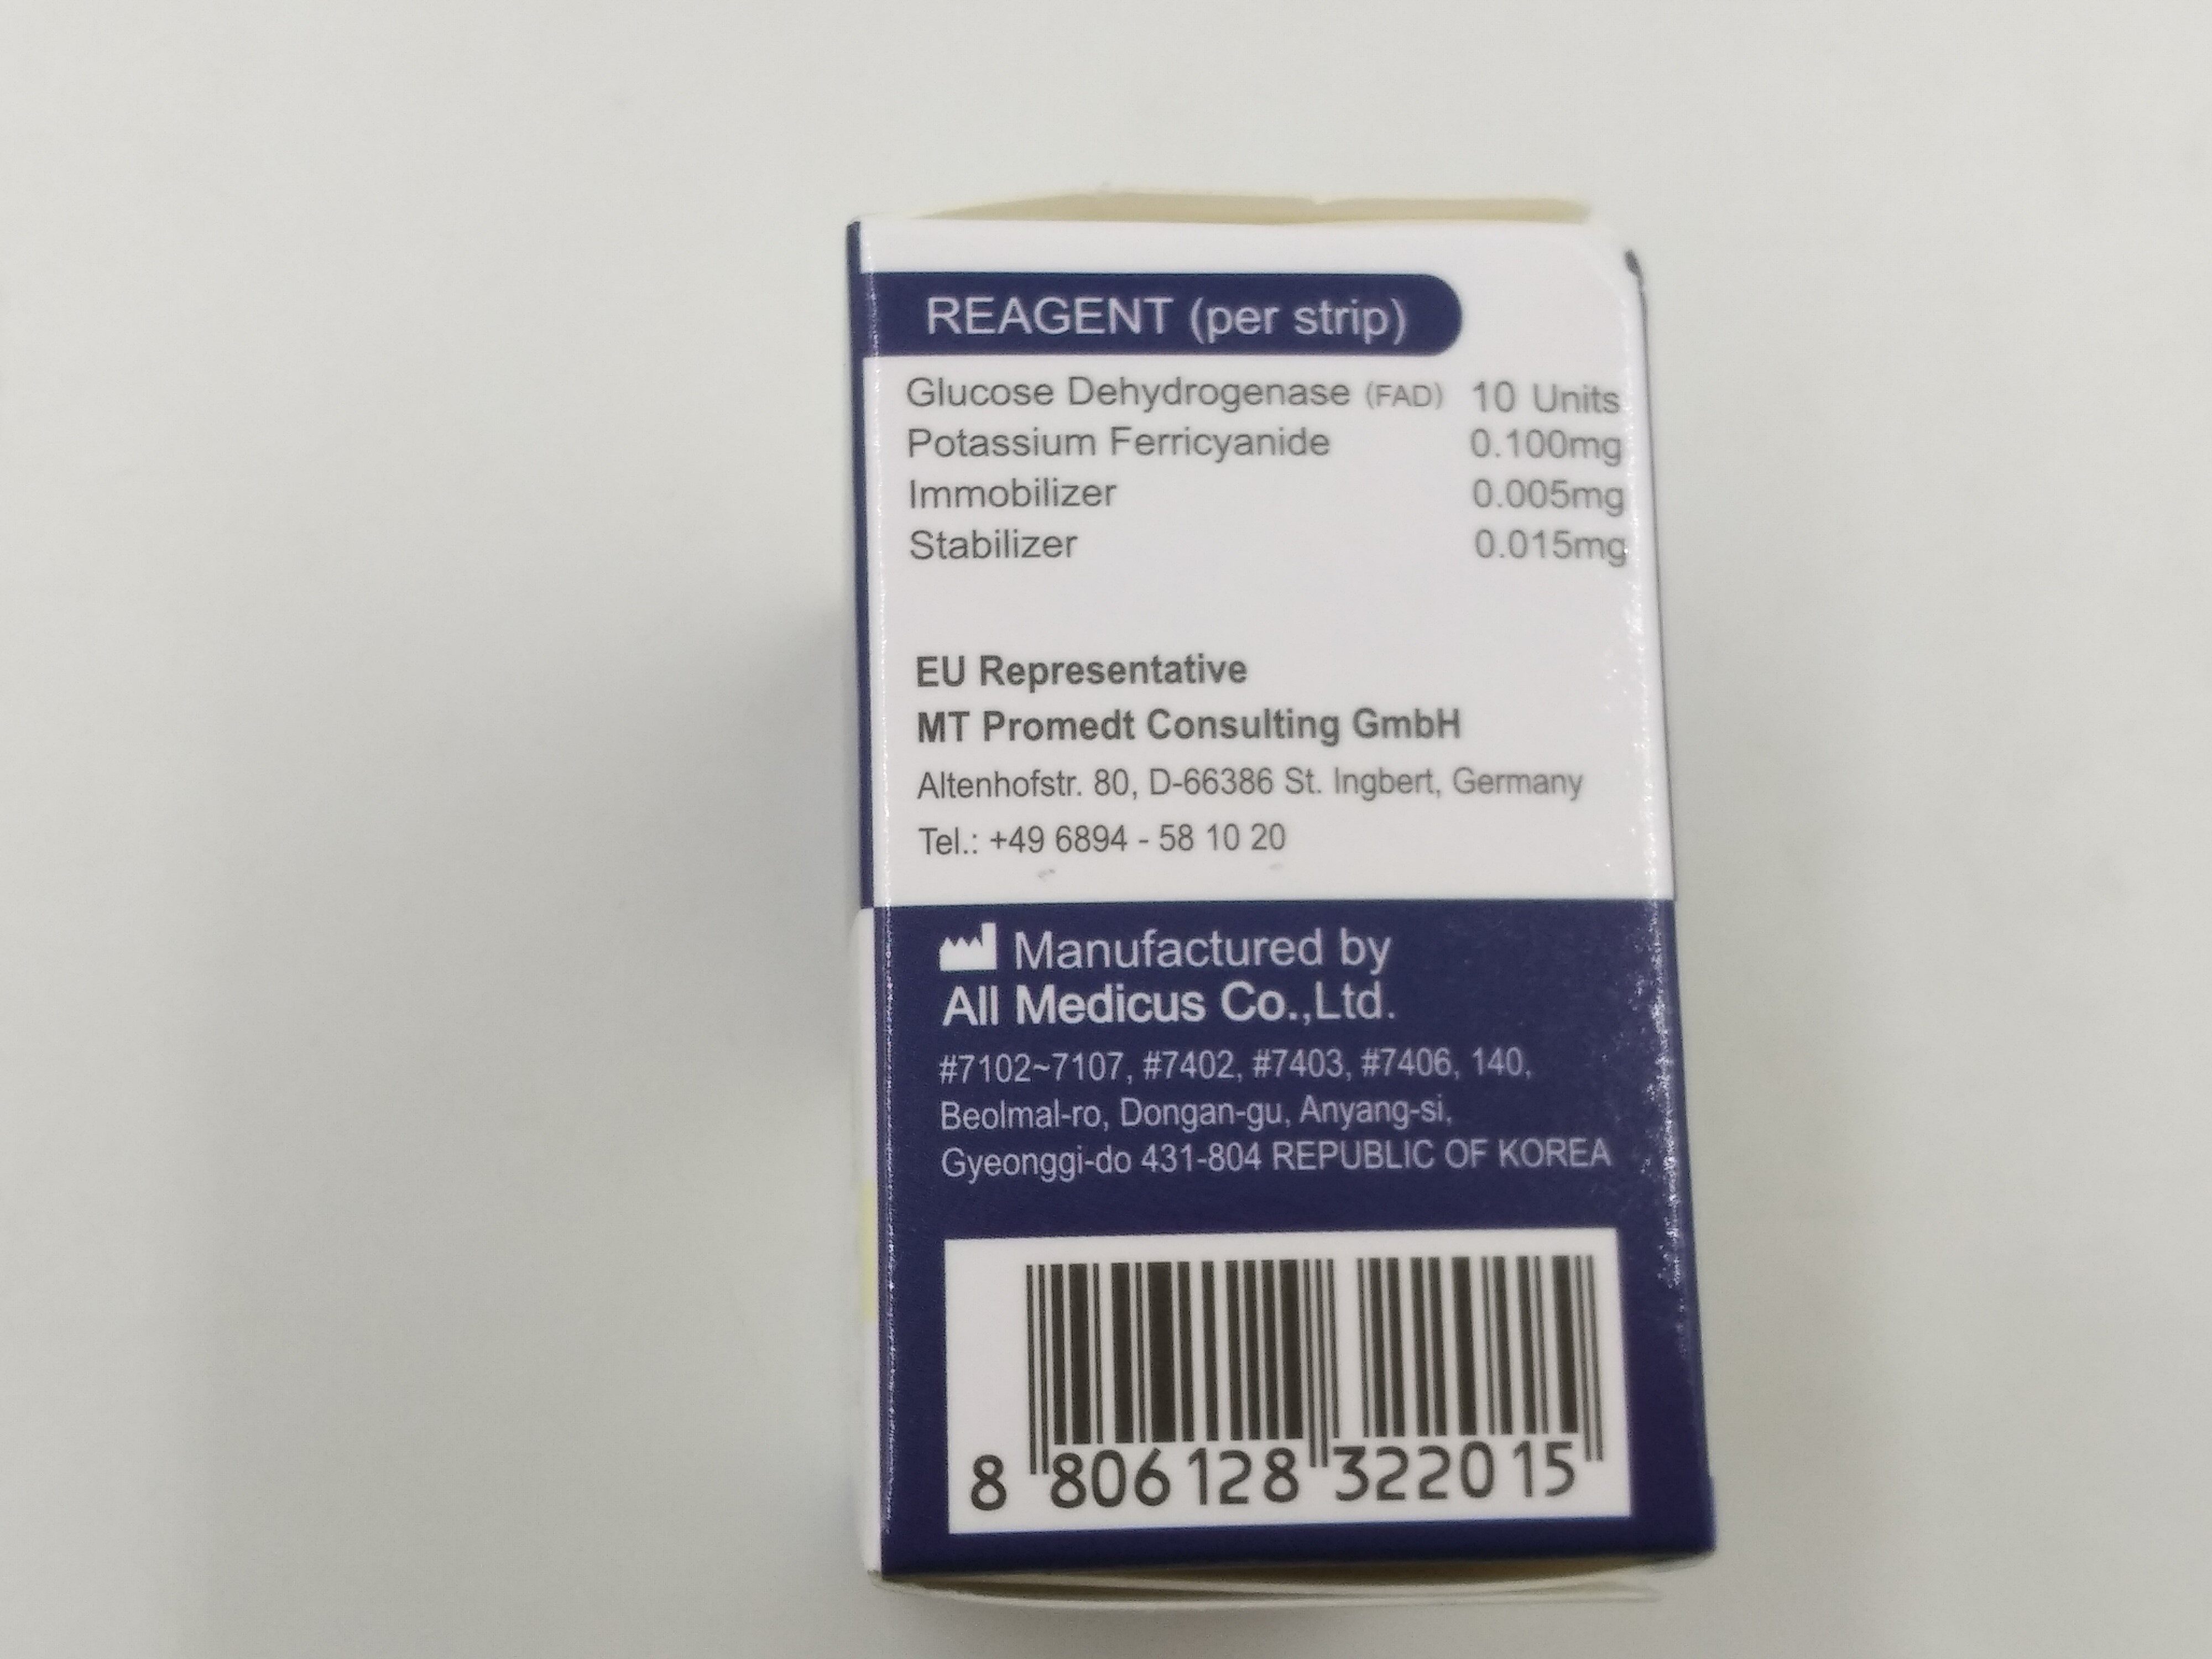 REAGENT (per strip)
Glucose Dehydrogenase (FAD) 10 Units
Potassium Ferricyanide 0.100mg
Immobilizer 0.005mg
Stabilizer 0.015mg
EU Representative
MT Promedt Consulting GmbH
Altenhofstr. 80, D-66386 St. Ingbert, Germany
Tel.: +49 6894 - 58 10 20
Manufactured by
All Medicus Co.,Ltd.
#7102~7107, #7402, #7403, #7406, 140,
Beolmal-ro, Dongan-gu, Anyang-si,
Gyeonggi-do 431-804 REPUBLIC OF KOREA
8 806128 322015